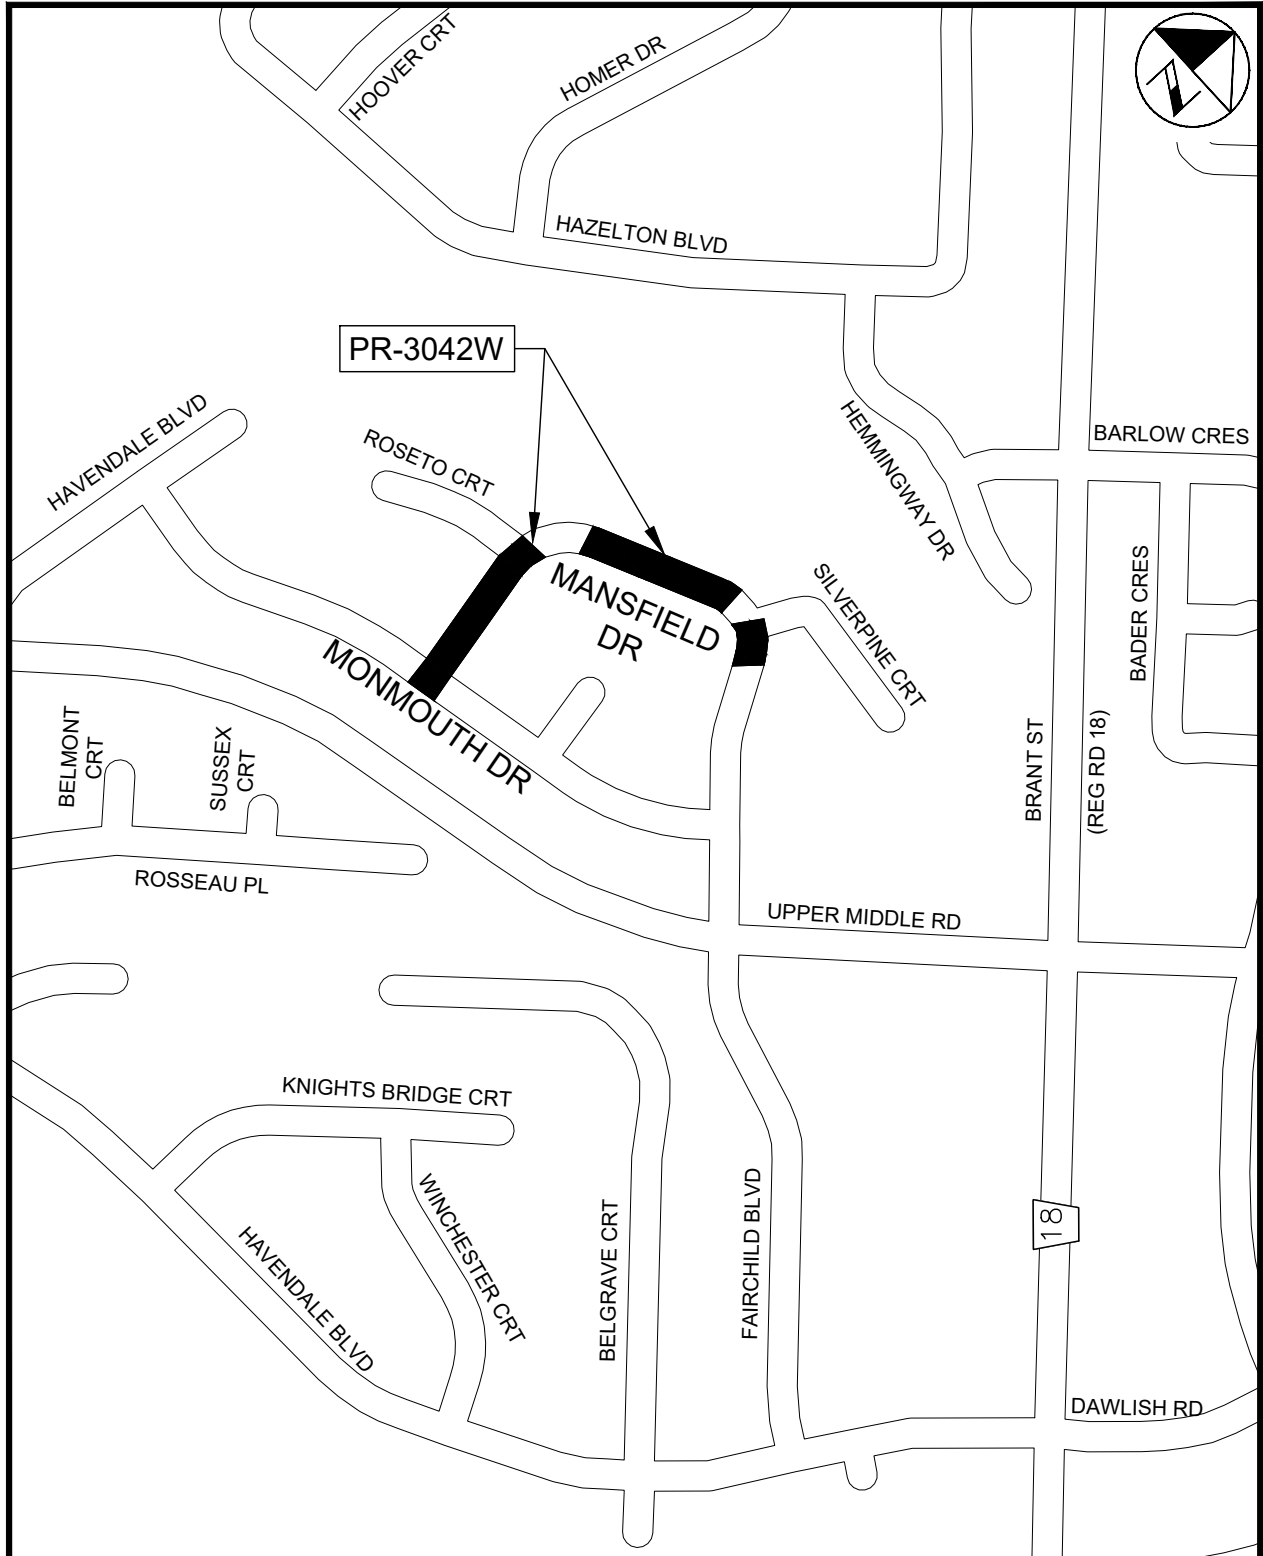 HOOVER CRT
HOMER DR
N
HAZELTON BLVD
PR-3042W
HAVENDALE BLVD
ROSETO CRT
HEMMINGWAY DR
BARLOW CRES
MANSFIELD
DR
SILVERPINE CRT
BADER CRES
MONMOUTH DR
BELMONT
CRT
SUSSEX
CRT
BRANT ST
(REG RD 18)
ROSSEAU PL
UPPER MIDDLE RD
KNIGHTS BRIDGE CRT
WINCHESTER CRT
HAVENDALE BLVD
BELGRAVE CRT
FAIRCHILD BLVD
18
DAWLISH RD